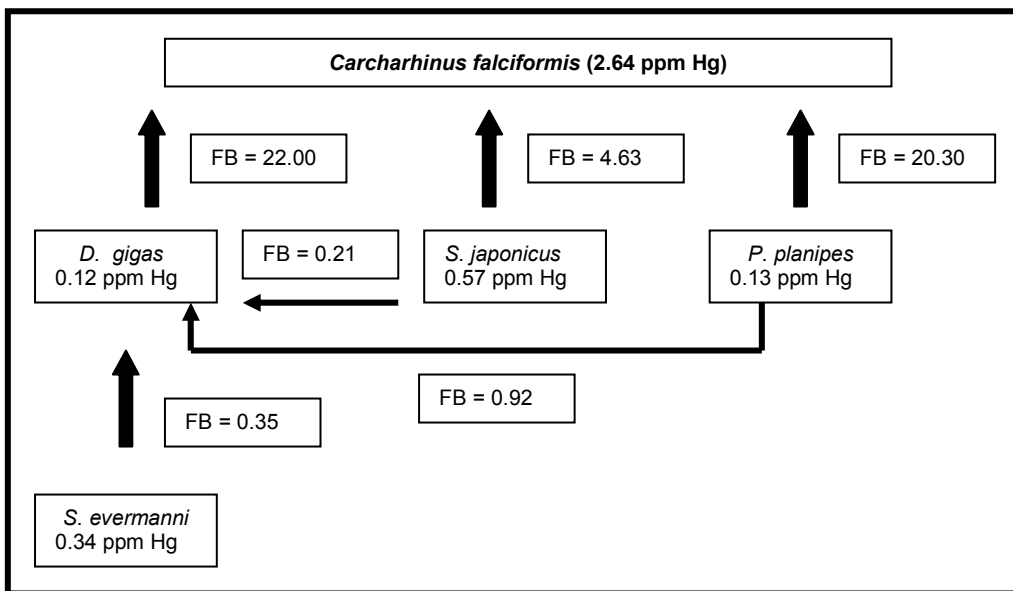 Carcharhinus falciformis (2.64 ppm Hg)
FB = 22.00
FB = 4.63
FB = 20.30
D. gigas
0.12 ppm Hg
FB = 0.21
S. japonicus
0.57 ppm Hg
P. planipes
0.13 ppm Hg
FB = 0.35
FB = 0.92
S. evermanni
0.34 ppm Hg